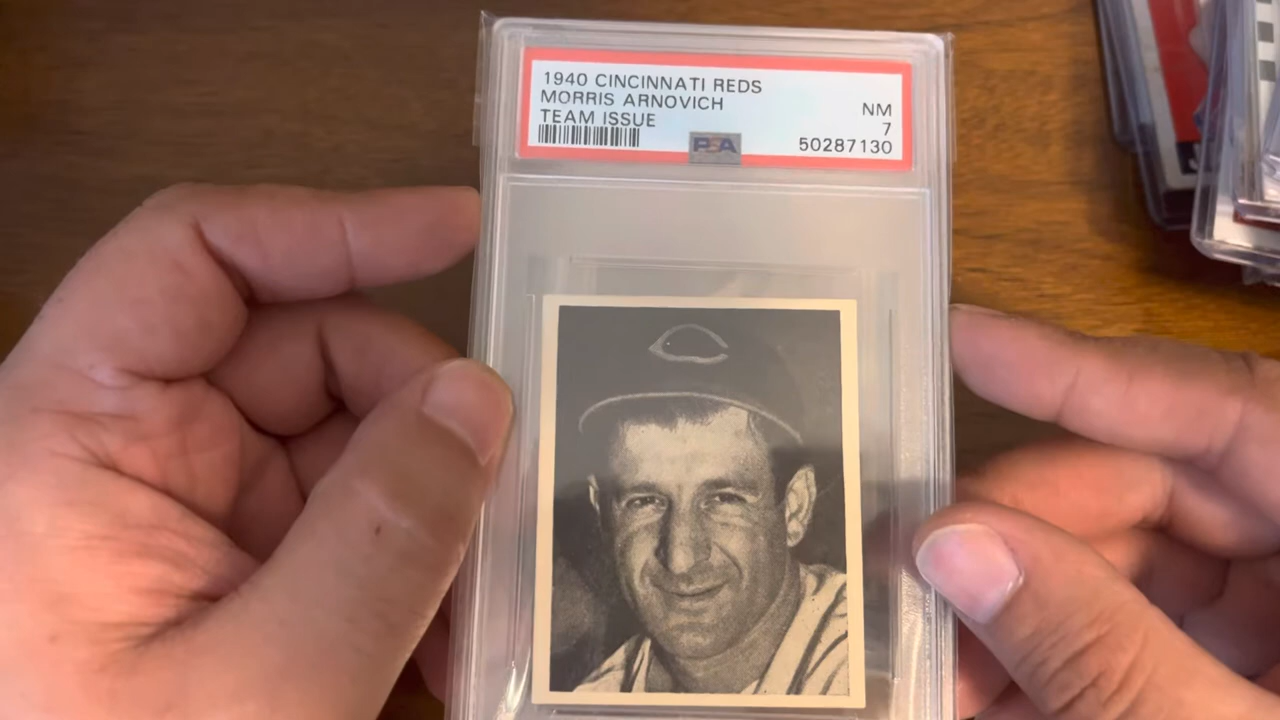 1940 CINCINNATI REDS
MORRIS ARNOVICH NM
TEAM ISSUE 7
PSA 50287130